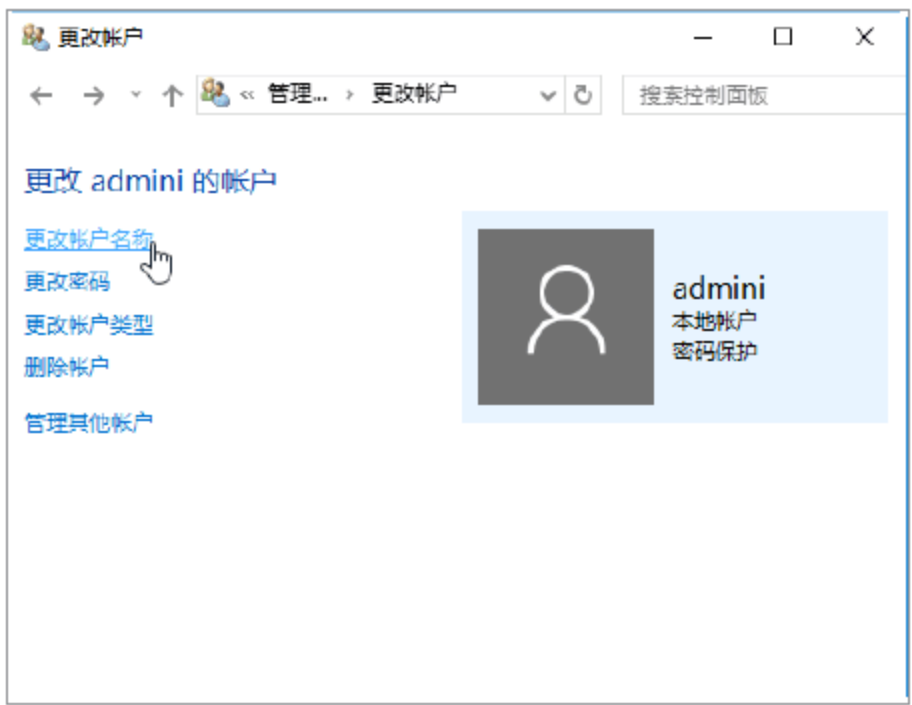 更改帐户
« 管理... › 更改帐户
搜索控制面板
更改 admini 的帐户
更改帐户名称
更改密码
更改帐户类型
删除帐户
管理其他帐户
admini
本地帐户
密码保护